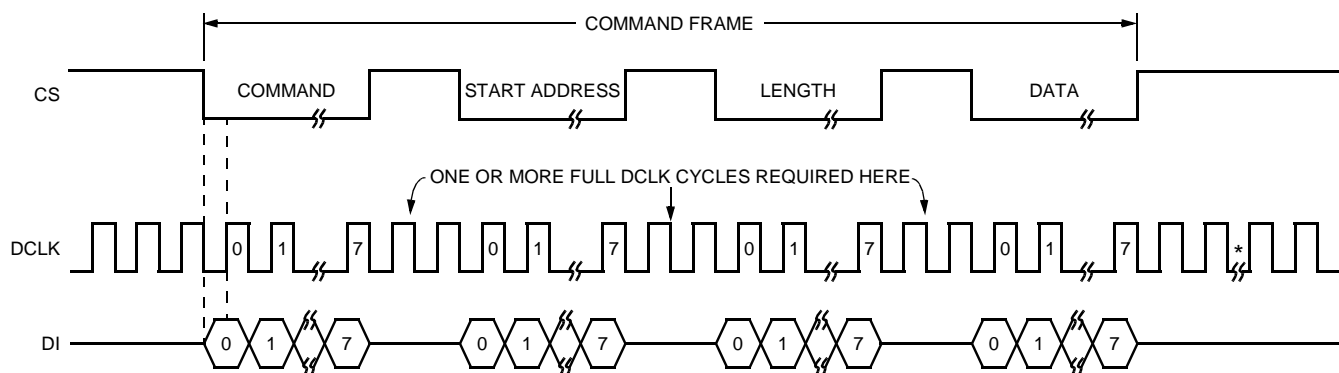 COMMAND FRAME
CS COMMAND START ADDRESS LENGTH DATA
ONE OR MORE FULL DCLK CYCLES REQUIRED HERE
DCLK 0 1 7 0 1 7 0 1 7 0 1 7 *
DI 0 1 7 0 1 7 0 1 7 0 1 7